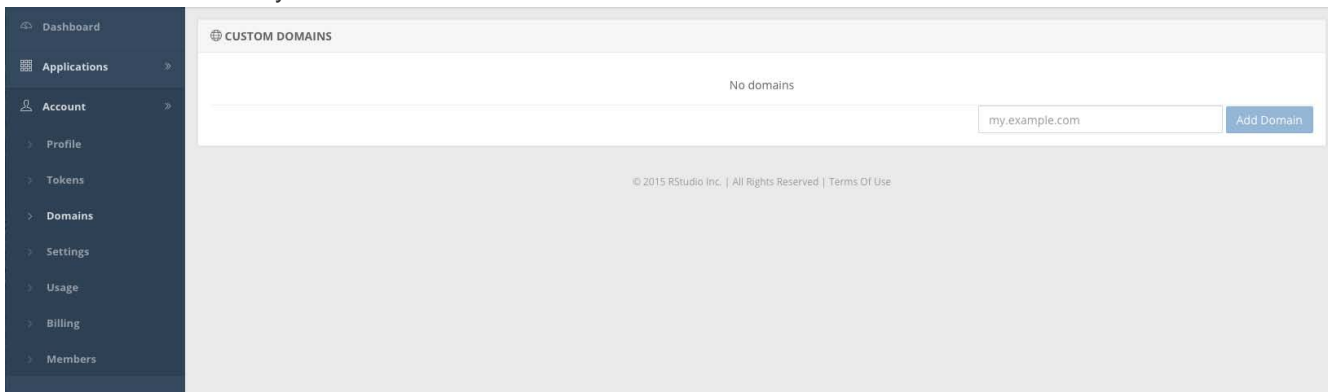 Dashboard
Applications
Account
Profile
Tokens
Domains
Settings
Usage
Billing
Members
CUSTOM DOMAINS
No domains
my.example.com
Add Domain
© 2015 RStudio Inc. | All Rights Reserved | Terms Of Use